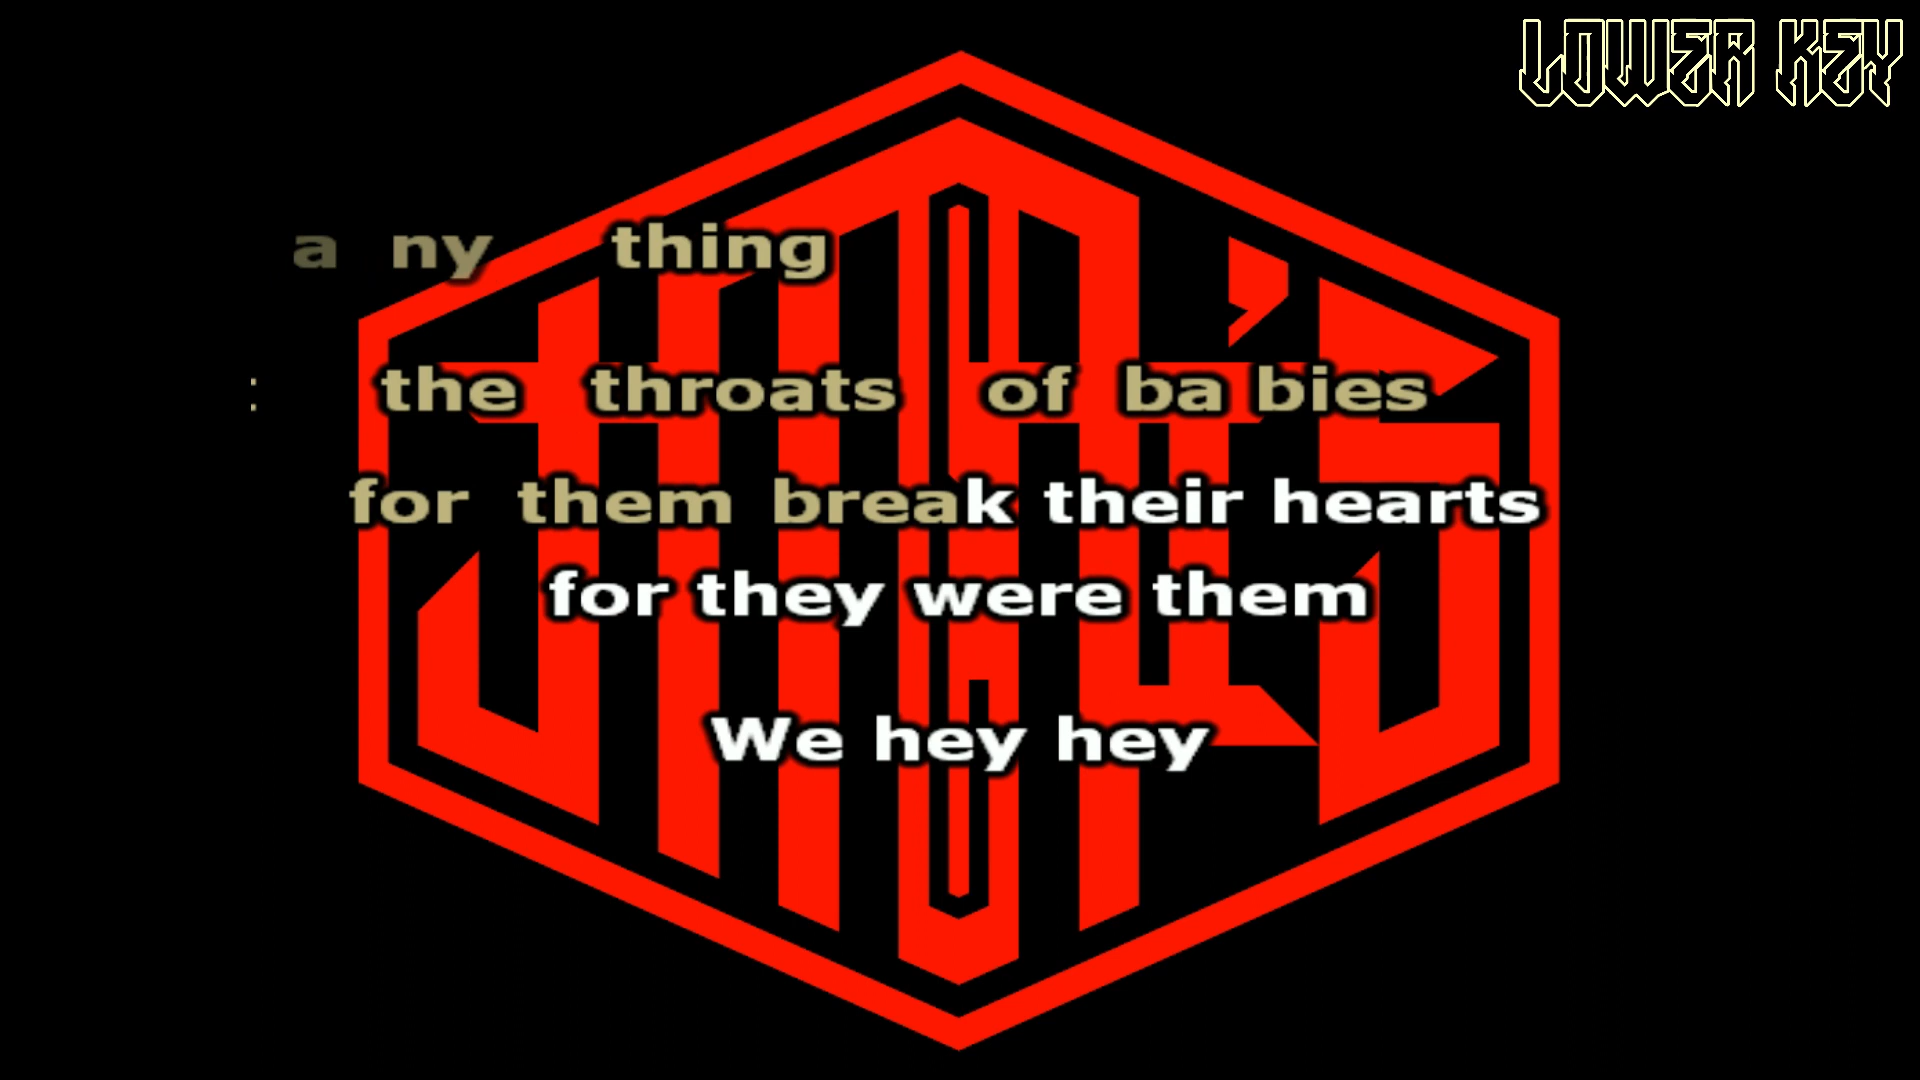 LOWER KEY
a ny thing
: the throats of ba bies
for them break their hearts
for they were them
We hey hey